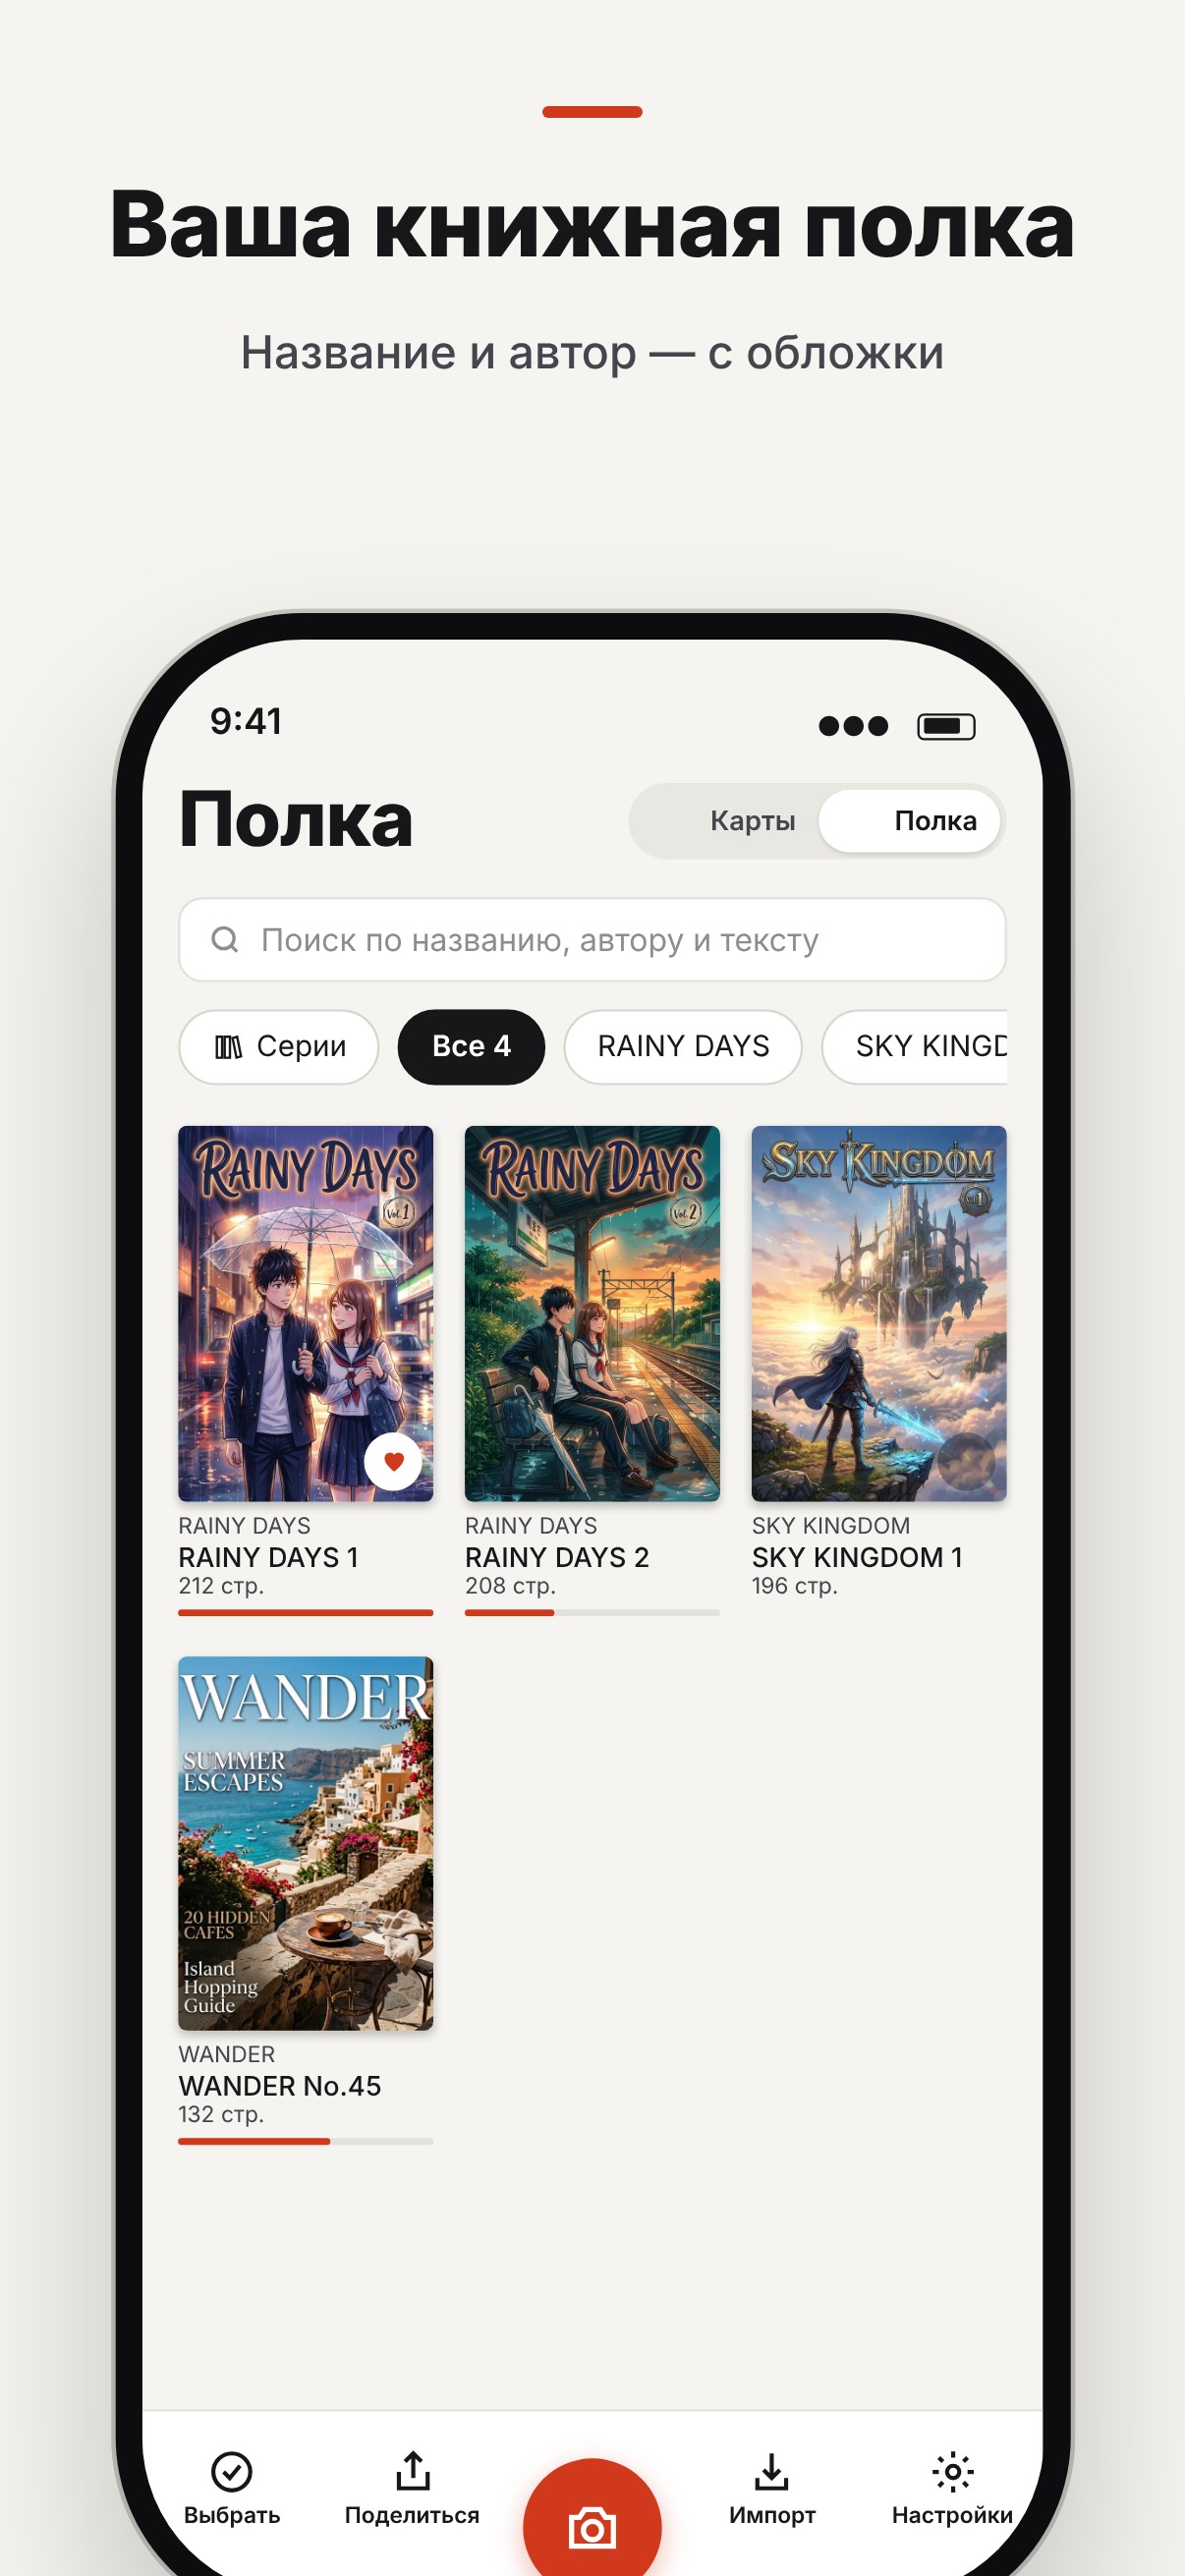 Ваша книжная полка
Название и автор — с обложки
9:41
Полка
Карты
Полка
Поиск по названию, автору и тексту
Серии
Все 4
RAINY DAYS
SKY KINGD
RAINY DAYS
Vol.1
RAINY DAYS
Vol.2
SKY KINGDOM
RAINY DAYS
RAINY DAYS 1
212 стр.
RAINY DAYS
RAINY DAYS 2
208 стр.
SKY KINGDOM
SKY KINGDOM 1
196 стр.
WANDER
SUMMER
ESCAPES
20 HIDDEN
CAFES
Island
Hopping
Guide
WANDER
WANDER No.45
132 стр.
Выбрать
Поделиться
Импорт
Настройки